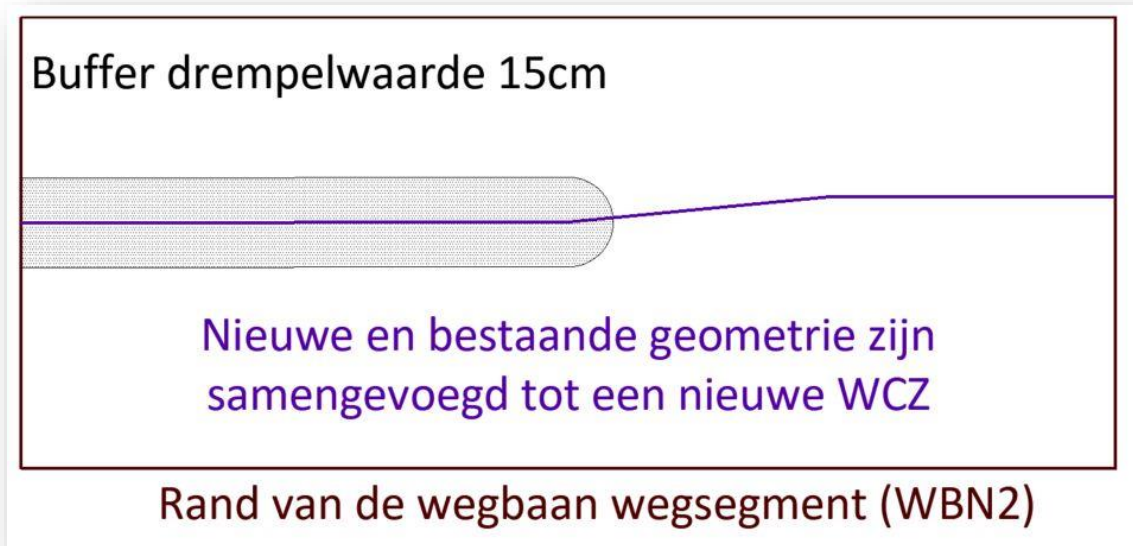 Buffer drempelwaarde 15cm
Nieuwe en bestaande geometrie zijn
samengevoegd tot een nieuwe WCZ
Rand van de wegbaan wegsegment (WBN2)